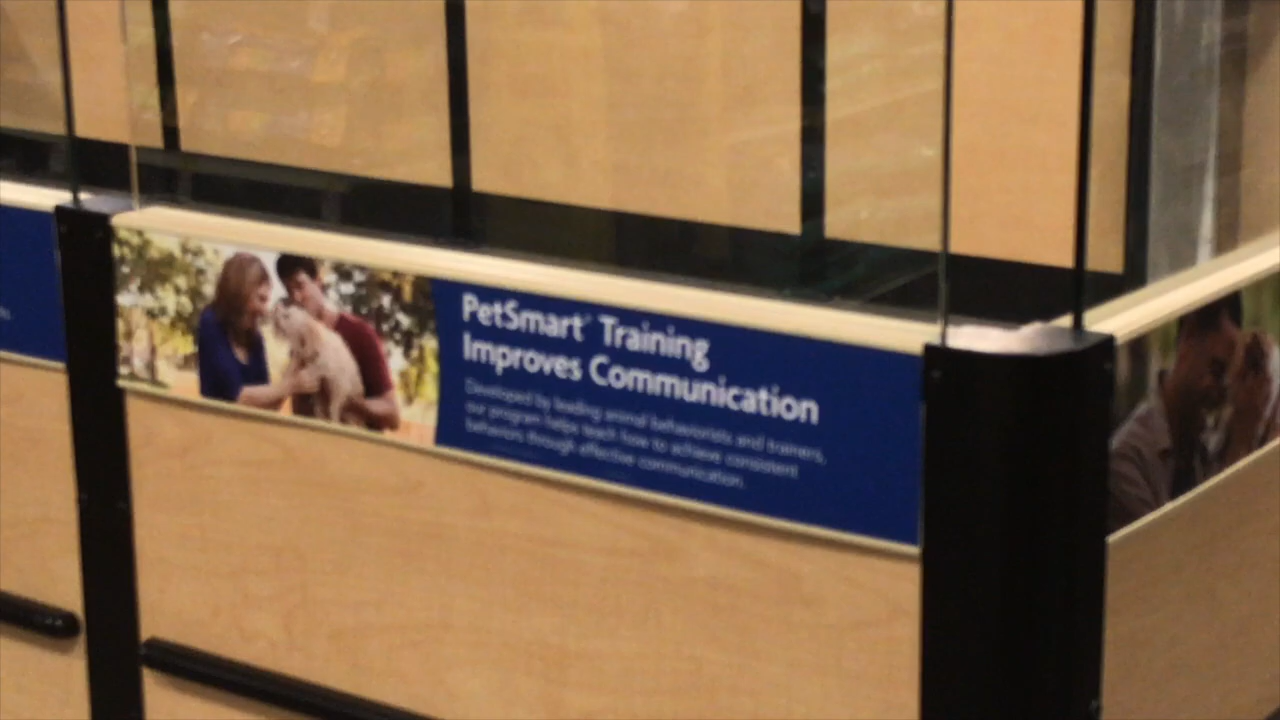 PetSmart Training
Improves Communication
Developed by leading animal behaviorists and trainers,
our program helps teach how to achieve consistent
behaviors through effective communication.